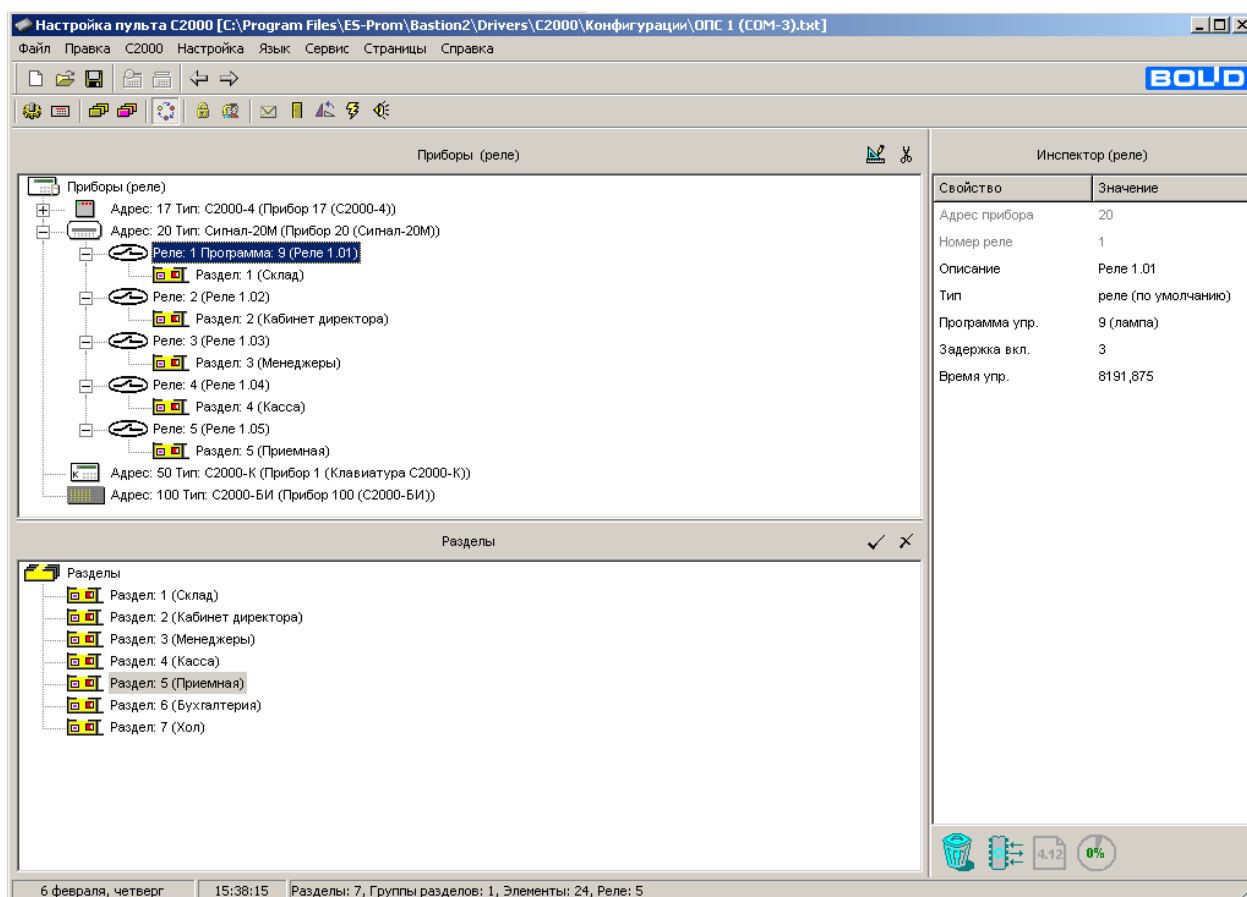 Настройка пульта C2000 [C:\Program Files\ES-Prom\Bastion2\Drivers\C2000\Конфигурации\ОПС 1 (COM-3).txt]
Файл Правка C2000 Настройка Язык Сервис Страницы Справка
BOLID
Приборы (реле)
Приборы (реле)
Адрес: 17 Тип: С2000-4 (Прибор 17 (С2000-4))
Адрес: 20 Тип: Сигнал-20М (Прибор 20 (Сигнал-20М))
Реле: 1 Программа: 9 (Реле 1.01)
Раздел: 1 (Склад)
Реле: 2 (Реле 1.02)
Раздел: 2 (Кабинет директора)
Реле: 3 (Реле 1.03)
Раздел: 3 (Менеджеры)
Реле: 4 (Реле 1.04)
Раздел: 4 (Касса)
Реле: 5 (Реле 1.05)
Раздел: 5 (Приемная)
Адрес: 50 Тип: С2000-К (Прибор 1 (Клавиатура С2000-К))
Адрес: 100 Тип: С2000-БИ (Прибор 100 (С2000-БИ))
Разделы
Разделы
Раздел: 1 (Склад)
Раздел: 2 (Кабинет директора)
Раздел: 3 (Менеджеры)
Раздел: 4 (Касса)
Раздел: 5 (Приемная)
Раздел: 6 (Бухгалтерия)
Раздел: 7 (Хол)
Инспектор (реле)
Свойство Значение
Адрес прибора 20
Номер реле 1
Описание Реле 1.01
Тип реле (по умолчанию)
Программа упр. 9 (лампа)
Задержка вкл. 3
Время упр. 8191,875
4.12 0%
6 февраля, четверг 15:38:15 Разделы: 7, Группы разделов: 1, Элементы: 24, Реле: 5